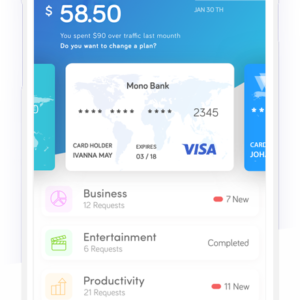 $ 58.50
JAN 30 TH
You spent $90 over traffic last mounth
Do you want to change a plan?
Mono Bank
**** **** **** 2345
CARD HOLDER
IVANNA MAY
EXPIRES
03 / 18
VISA
CARD
JOH
Business
12 Requests
7 New
Entertainment
6 Requests
Completed
Productivity
21 Requests
11 New